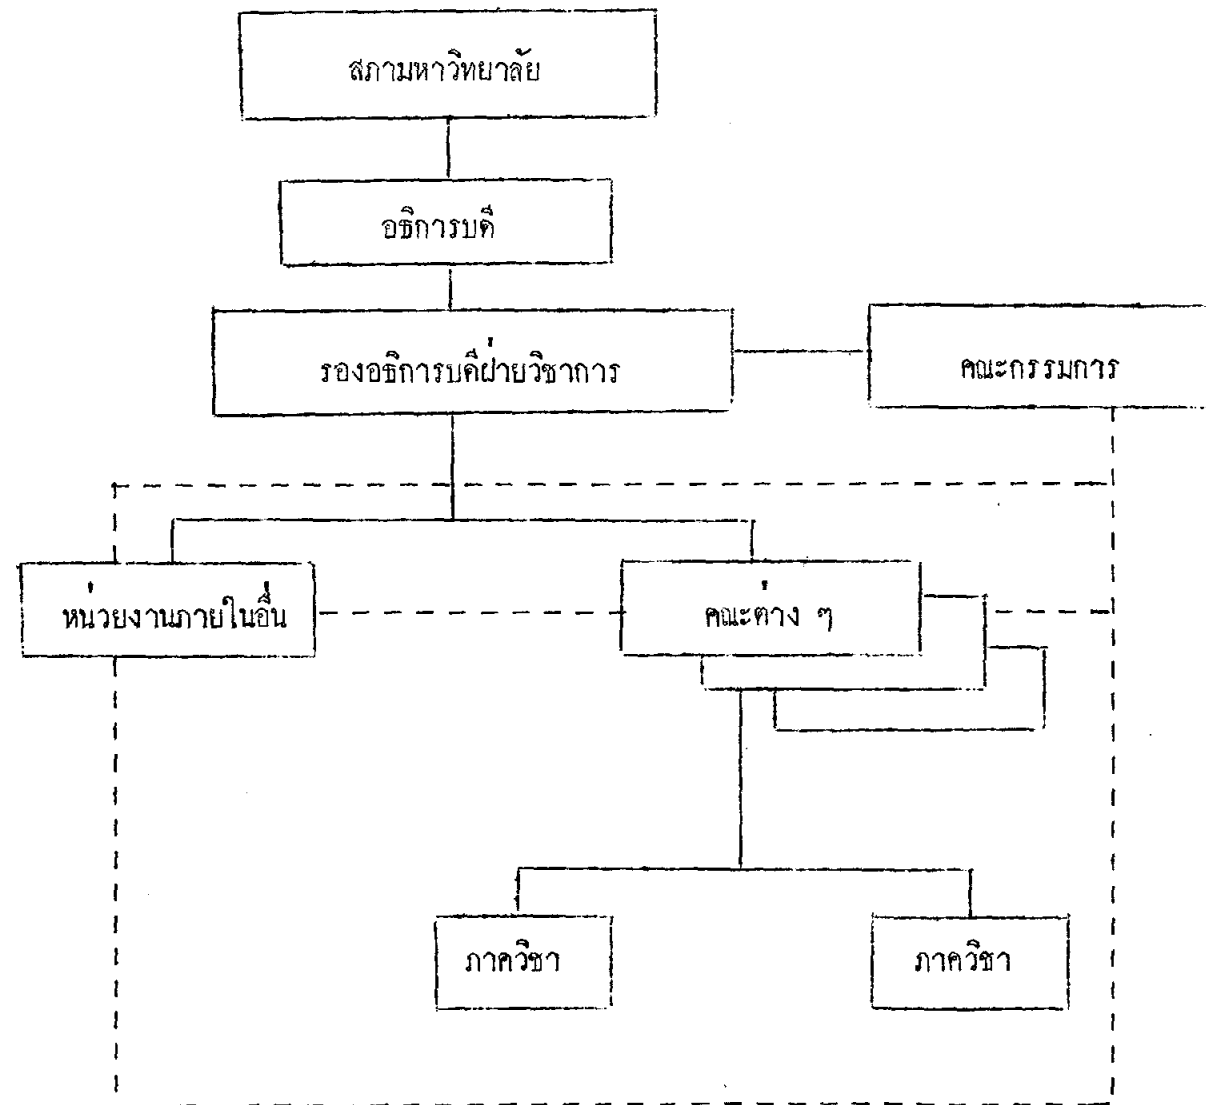 สภามหาวิทยาลัย
อธิการบดี
รองอธิการบดีฝ่ายวิชาการ
คณะกรรมการ
หน่วยงานภายในอื่น
คณะต่าง ๆ
ภาควิชา
ภาควิชา